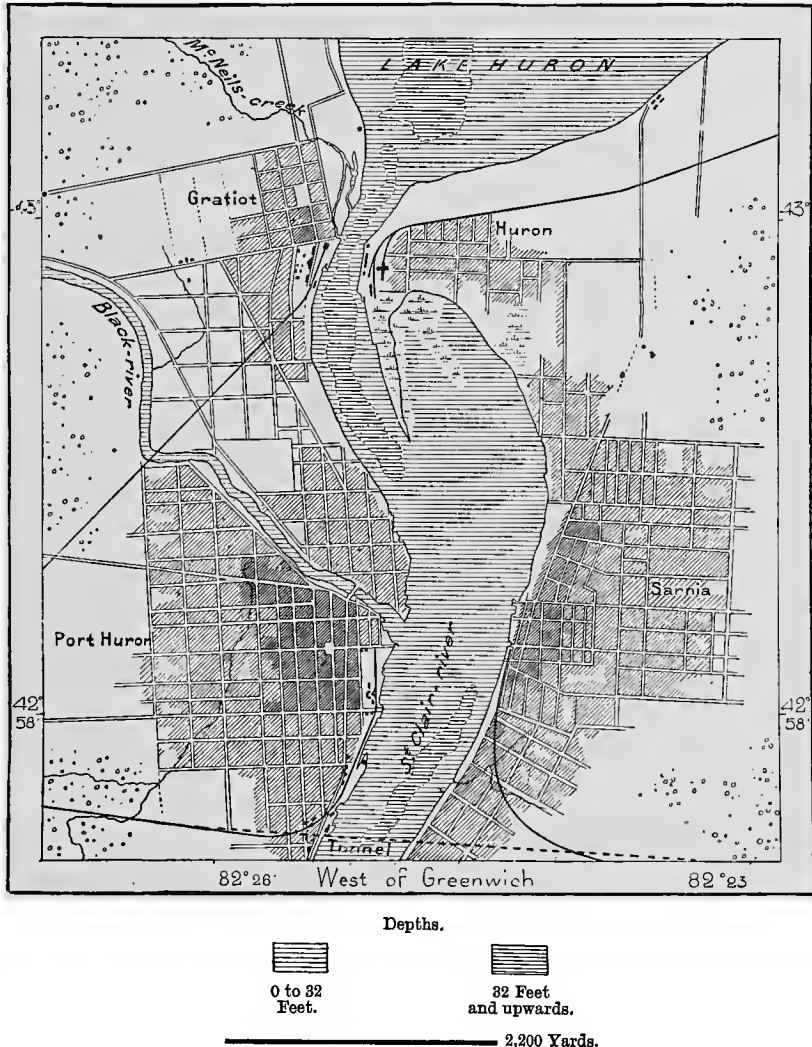 LAKE HURON
McNeils-creek
Gratiot
43°
43°
Huron
Black-river
Sarnia
Port Huron
St Clair-river
42°
58'
42°
58'
Tunnel
82°26' West of Greenwich 82°23
Depths.
0 to 32
Feet.
32 Feet
and upwards.
2,200 Yards.